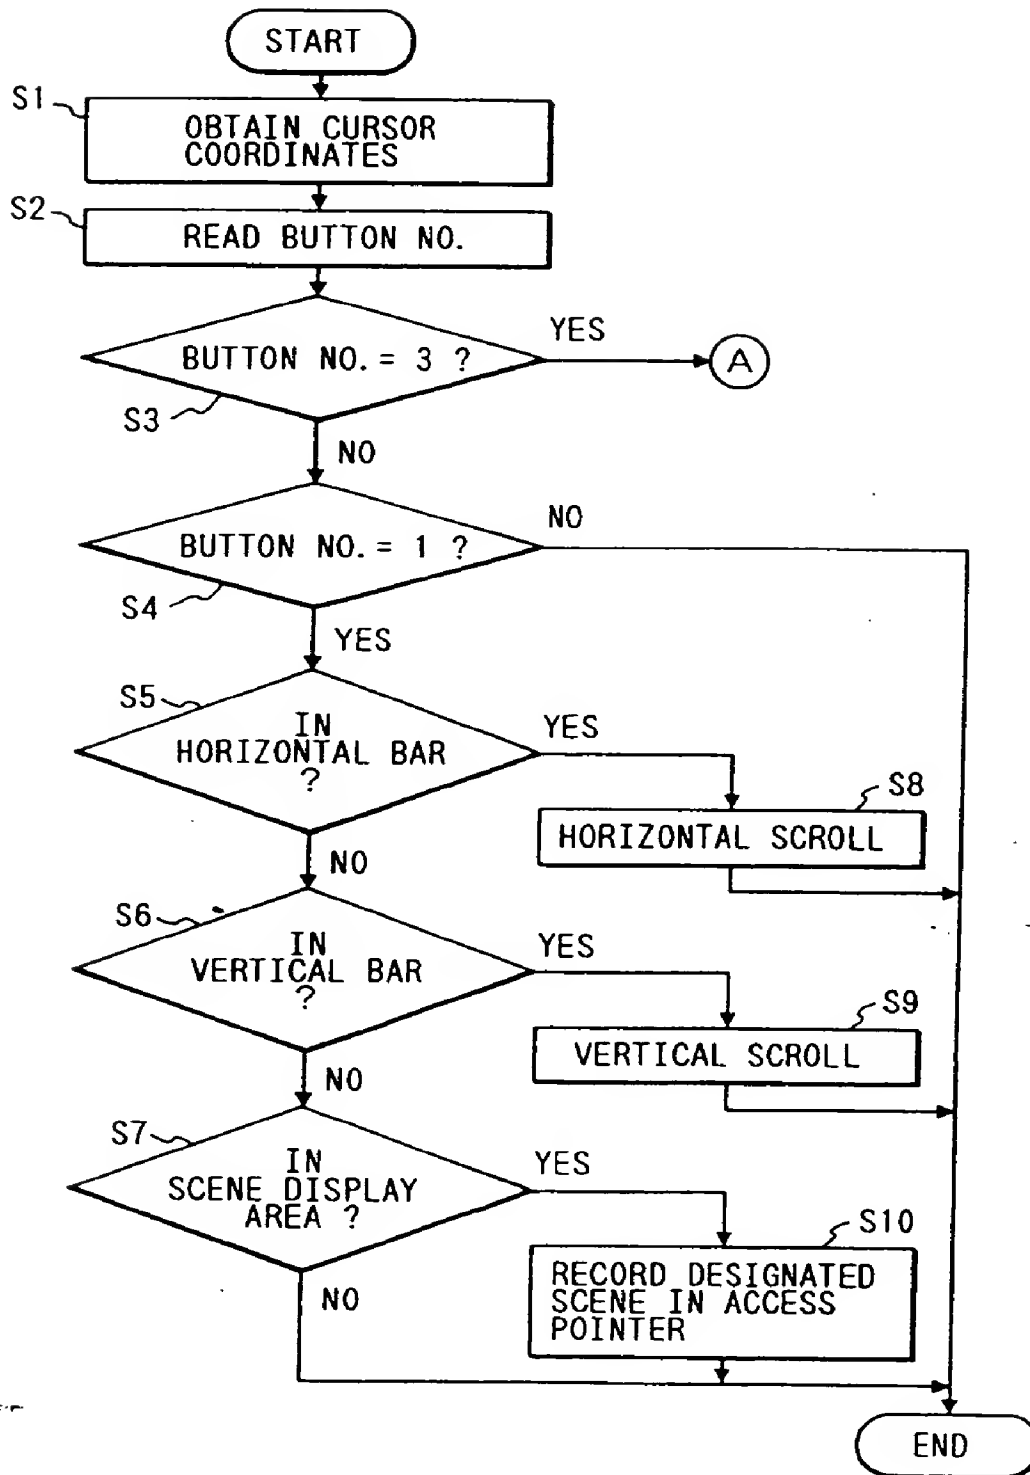 START
S1
OBTAIN CURSOR
COORDINATES
S2
READ BUTTON NO.
BUTTON NO. = 3 ?
YES
A
S3
NO
BUTTON NO. = 1 ?
NO
S4
YES
S5
IN
HORIZONTAL BAR
?
YES
S8
HORIZONTAL SCROLL
NO
S6
IN
VERTICAL BAR
?
YES
S9
VERTICAL SCROLL
NO
S7
IN
SCENE DISPLAY
AREA ?
YES
S10
RECORD DESIGNATED
SCENE IN ACCESS
POINTER
NO
END